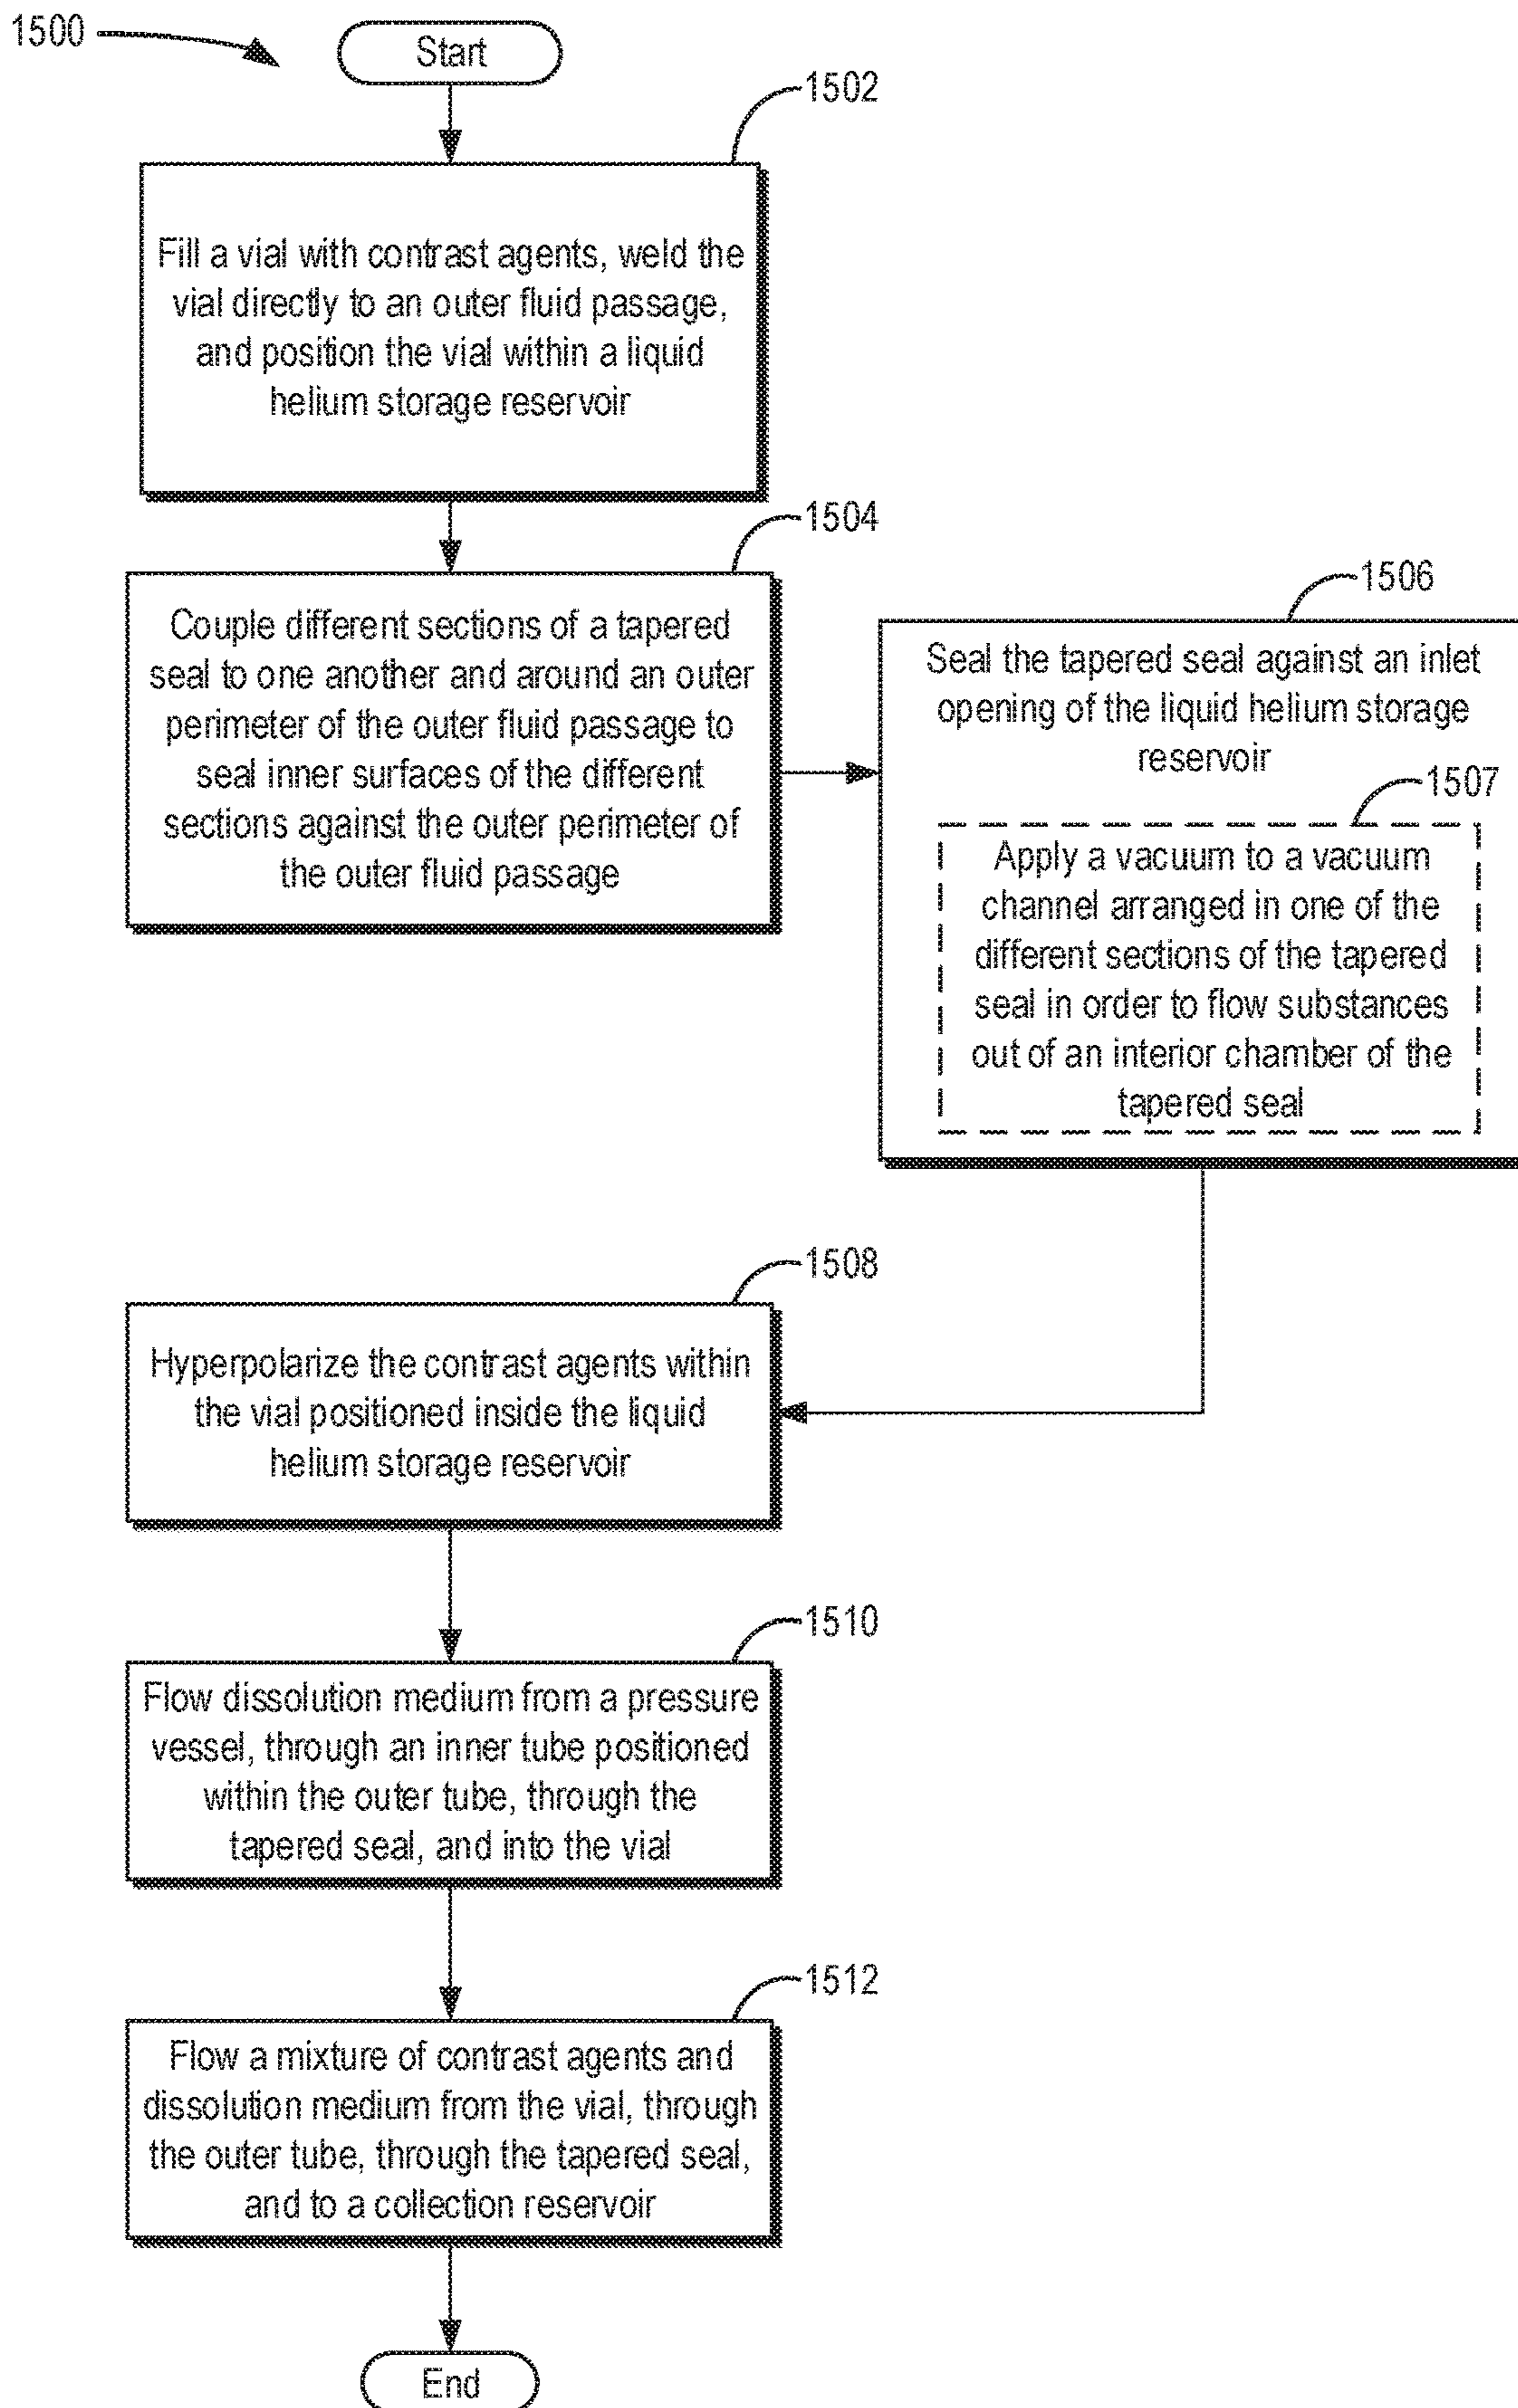 1500
Start
1502
Fill a vial with contrast agents, weld the
vial directly to an outer fluid passage,
and position the vial within a liquid
helium storage reservoir
1504
Couple different sections of a tapered
seal to one another and around an outer
perimeter of the outer fluid passage to
seal inner surfaces of the different
sections against the outer perimeter of
the outer fluid passage
1506
Seal the tapered seal against an inlet
opening of the liquid helium storage
reservoir
1507
Apply a vacuum to a vacuum
channel arranged in one of the
different sections of the tapered
seal in order to flow substances
out of an interior chamber of the
tapered seal
1508
Hyperpolarize the contrast agents within
the vial positioned inside the liquid
helium storage reservoir
1510
Flow dissolution medium from a pressure
vessel, through an inner tube positioned
within the outer tube, through the
tapered seal, and into the vial
1512
Flow a mixture of contrast agents and
dissolution medium from the vial, through
the outer tube, through the tapered seal,
and to a collection reservoir
End